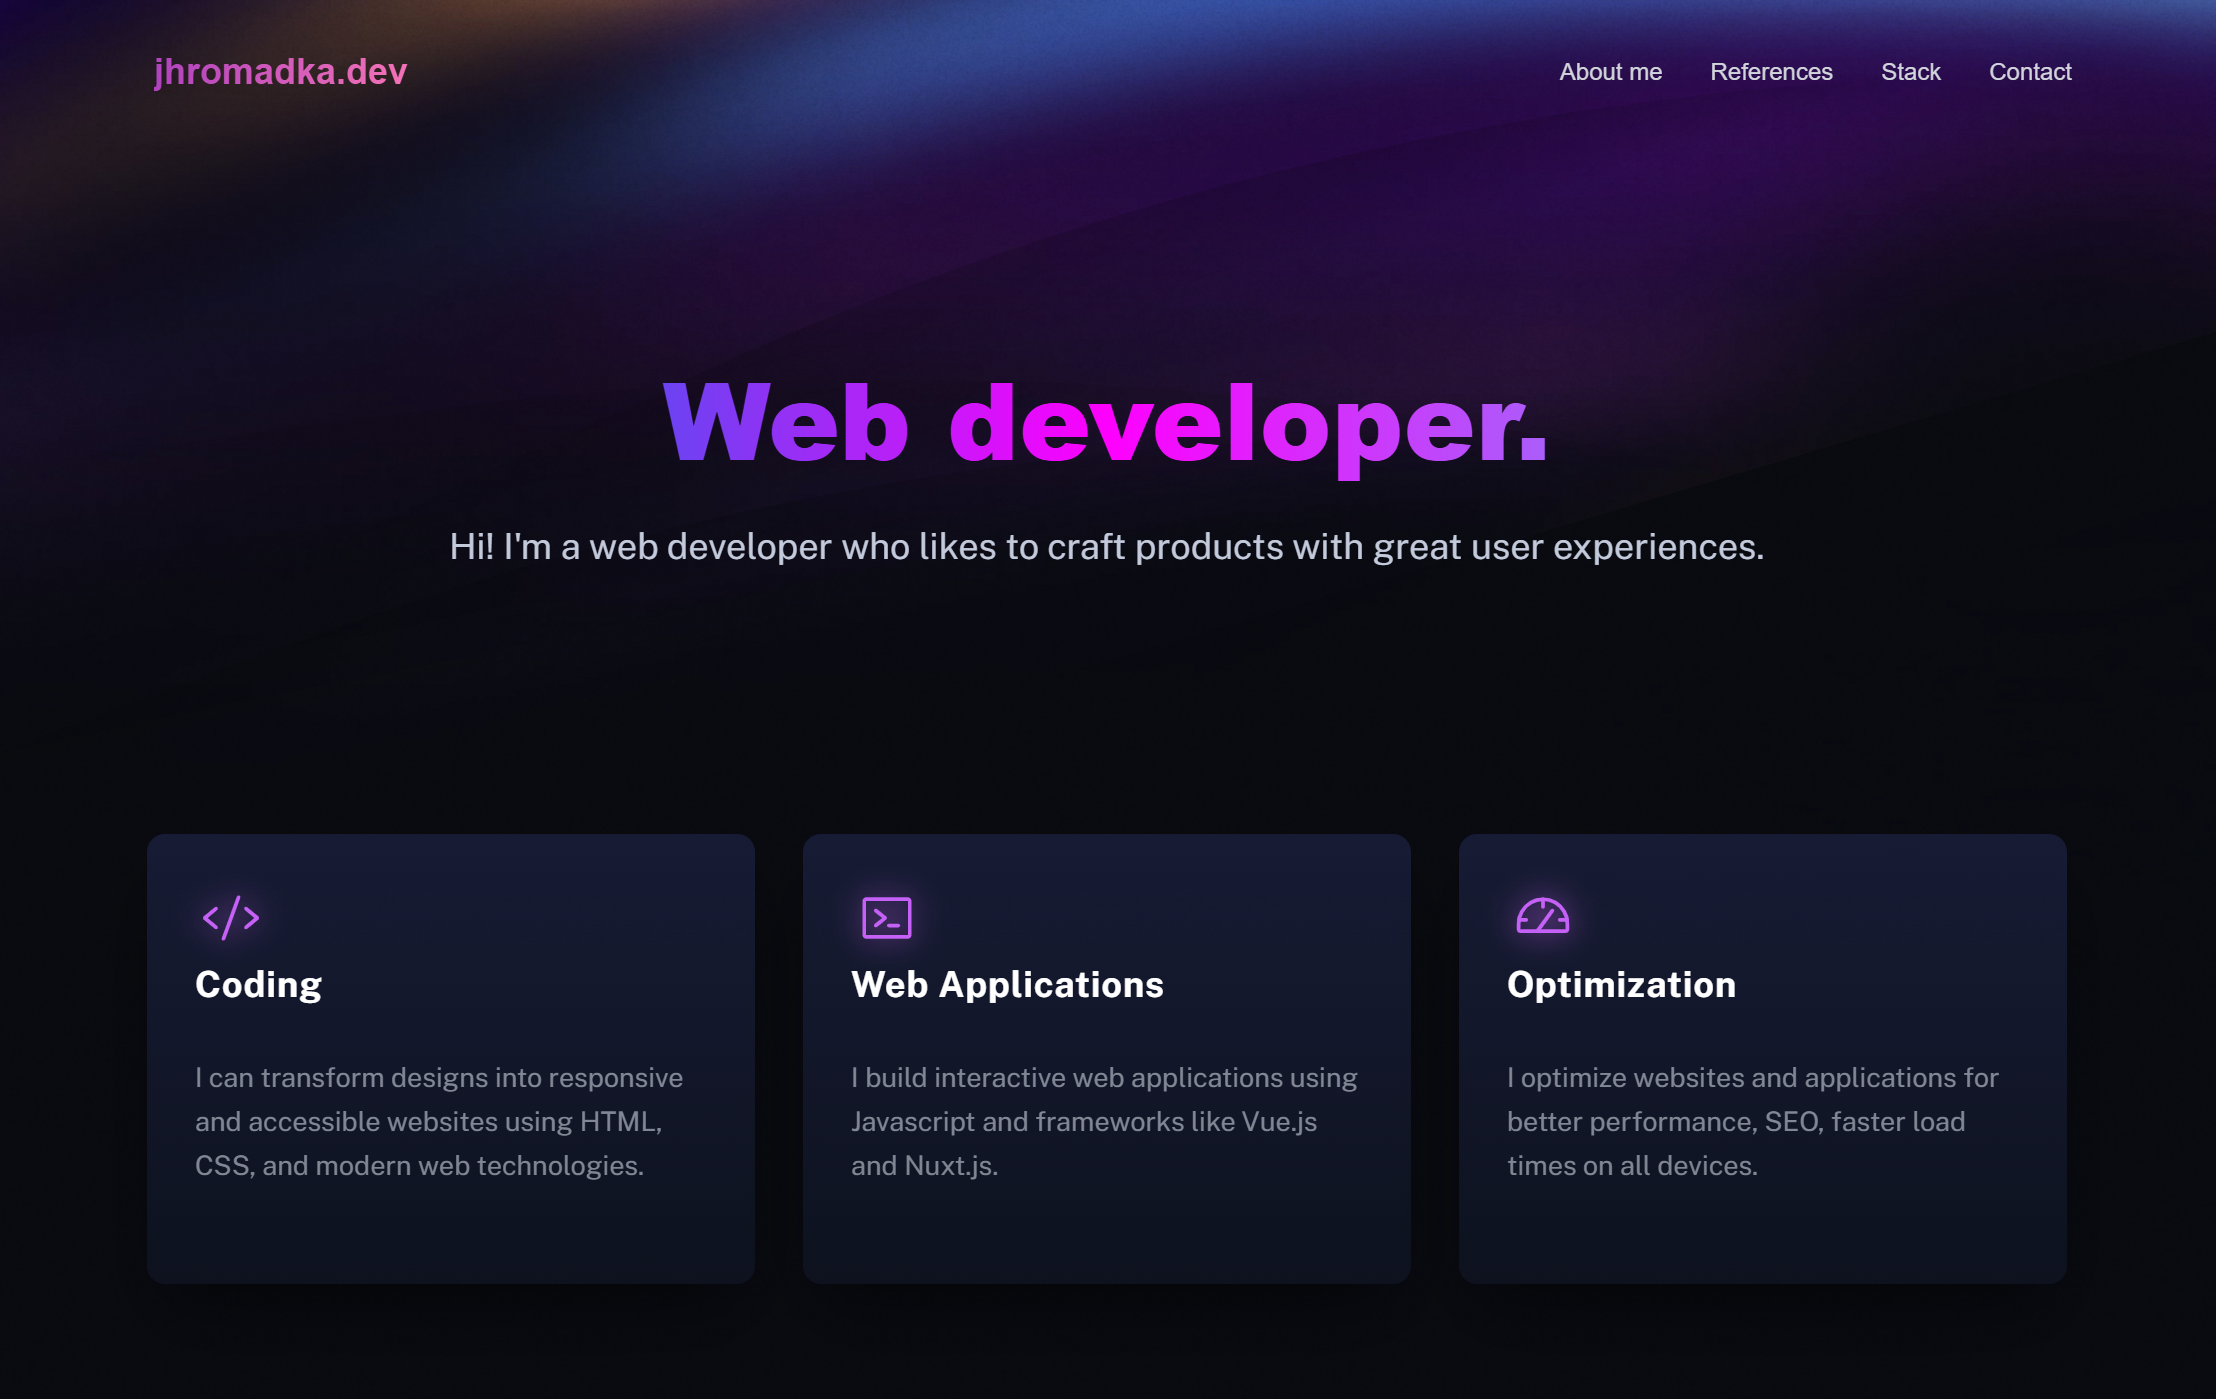 jhromadka.dev
About me
References
Stack
Contact
Web developer.
Hi! I'm a web developer who likes to craft products with great user experiences.
Coding
I can transform designs into responsive
and accessible websites using HTML,
CSS, and modern web technologies.
Web Applications
I build interactive web applications using
Javascript and frameworks like Vue.js
and Nuxt.js.
Optimization
I optimize websites and applications for
better performance, SEO, faster load
times on all devices.